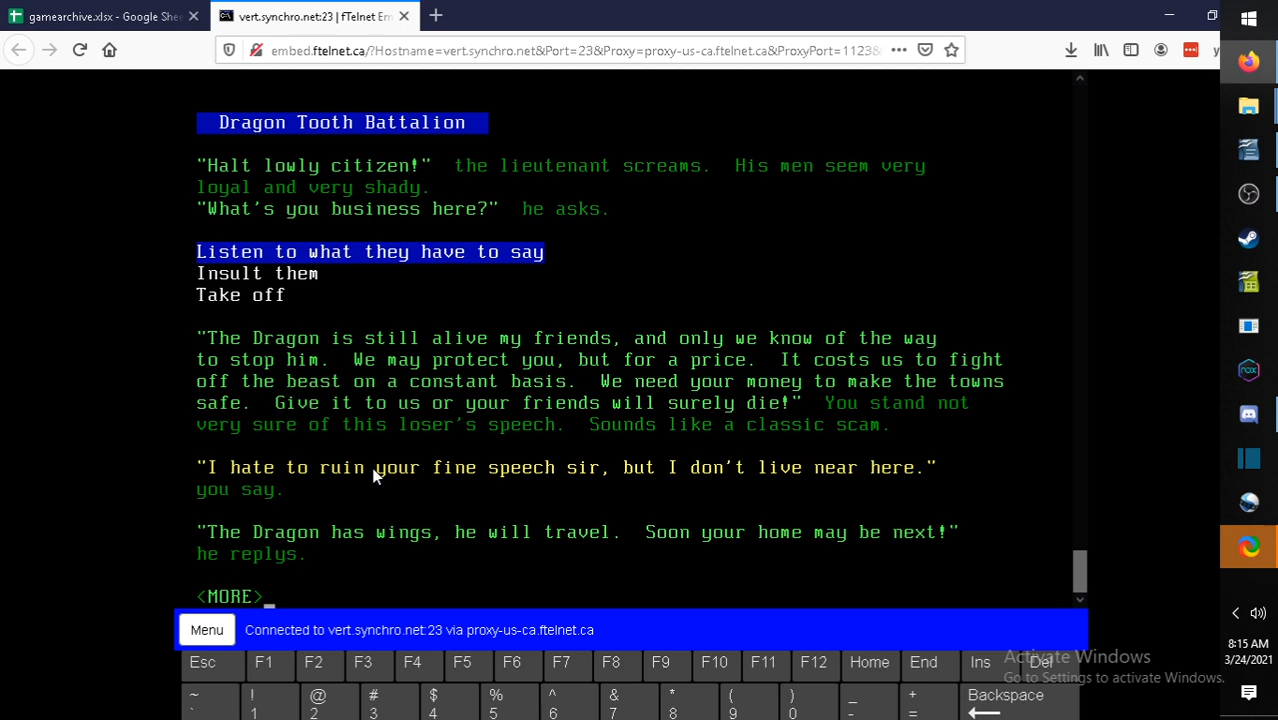 gamearchive.xlsx - Google Shee
vert.synchro.net:23 | fTelnet Em
embed.ftelnet.ca/?Hostname=vert.synchro.net&Port=23&Proxy=proxy-us-ca.ftelnet.ca&ProxyPort=1123&
Dragon Tooth Battalion
"Halt lowly citizen!" the lieutenant screams. His men seem very
loyal and very shady.
"What's you business here?" he asks.
Listen to what they have to say
Insult them
Take off
"The Dragon is still alive my friends, and only we know of the way
to stop him. We may protect you, but for a price. It costs us to fight
off the beast on a constant basis. We need your money to make the towns
safe. Give it to us or your friends will surely die!" You stand not
very sure of this loser's speech. Sounds like a classic scam.
"I hate to ruin your fine speech sir, but I don't live near here."
you say.
"The Dragon has wings, he will travel. Soon your home may be next!"
he replys.
<MORE>
Menu Connected to vert.synchro.net:23 via proxy-us-ca.ftelnet.ca
Esc F1 F2 F3 F4 F5 F6 F7 F8 F9 F10 F11 F12 Home End Ins Del
~ ! @ # $ % ^ & * ( ) _ + Backspace
` 1 2 3 4 5 6 7 8 9 0 - =
Activate Windows
Go to Settings to activate Windows.
nox
8:15 AM
3/24/2021